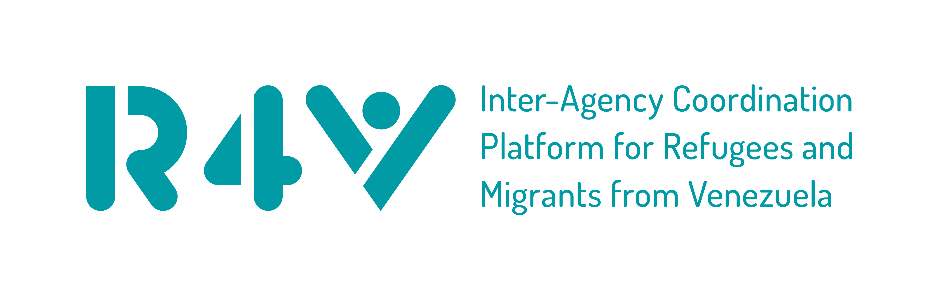 R4V
Inter-Agency Coordination
Platform for Refugees and
Migrants from Venezuela